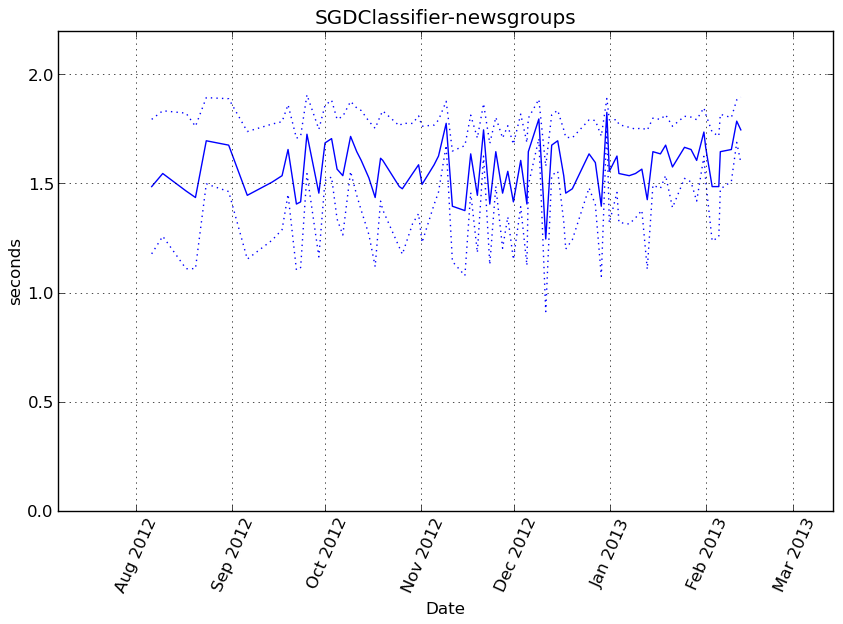 SGDClassifier-newsgroups
2.0
1.5
1.0
0.5
0.0
seconds
Aug 2012
Sep 2012
Oct 2012
Nov 2012
Dec 2012
Jan 2013
Feb 2013
Mar 2013
Date